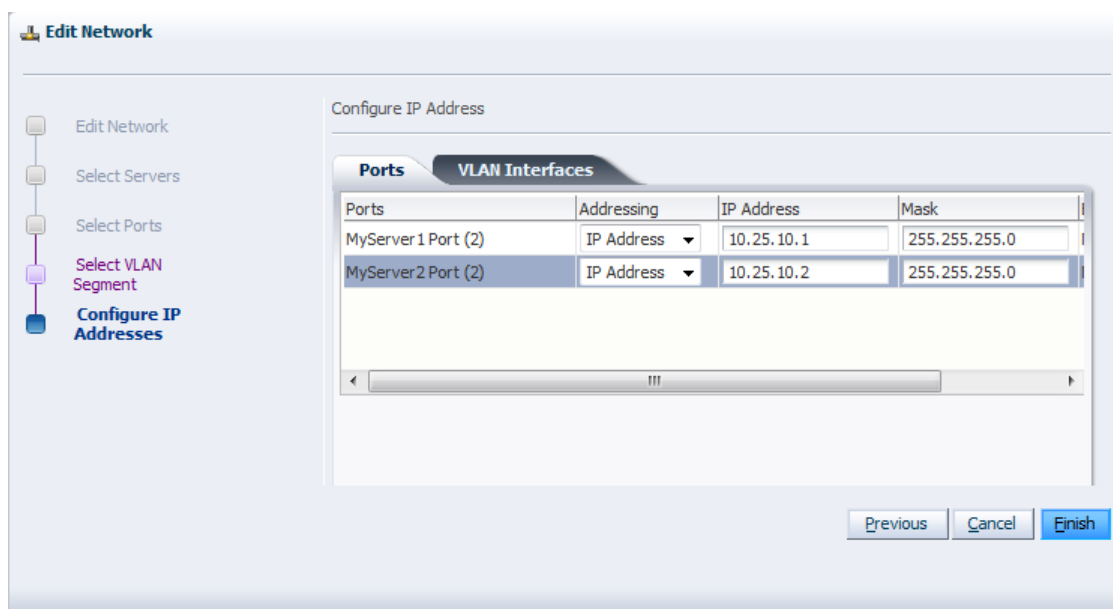 Edit Network
Edit Network
Select Servers
Select Ports
Select VLAN
Segment
Configure IP
Addresses
Configure IP Address
Ports VLAN Interfaces
Ports Addressing IP Address Mask
MyServer1 Port (2) IP Address 10.25.10.1 255.255.255.0
MyServer2 Port (2) IP Address 10.25.10.2 255.255.255.0
Previous Cancel Finish